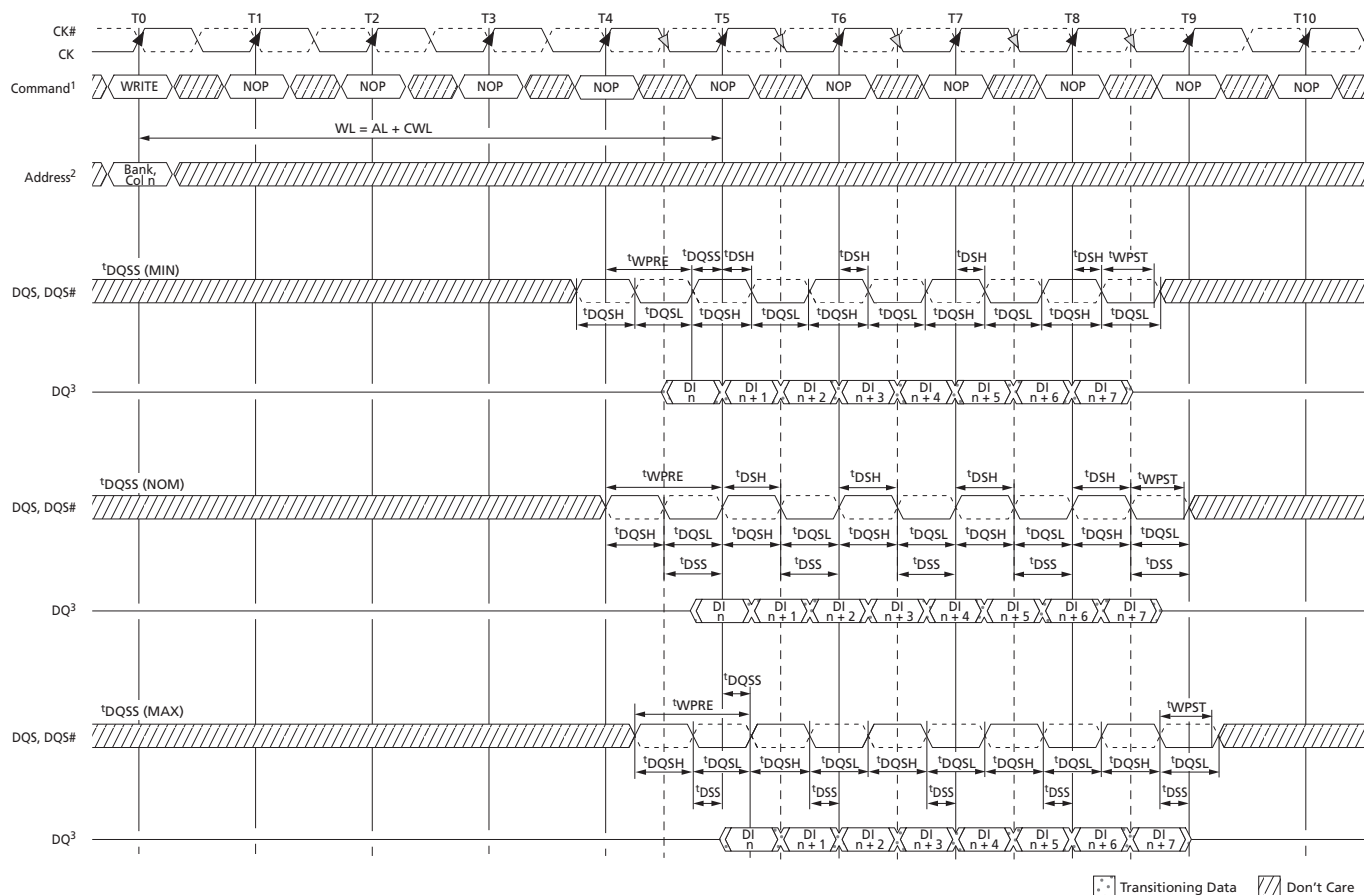 T0 T1 T2 T3 T4 T5 T6 T7 T8 T9 T10
CK#
CK
Command¹ WRITE NOP NOP NOP NOP NOP NOP NOP NOP NOP NOP
WL = AL + CWL
Address² Bank, Col n
tDQSS (MIN) tWPRE tDQSS tDSH tDSH tDSH tDSH tWPST
DQS, DQS#
tDQSH tDQSL tDQSH tDQSL tDQSH tDQSL tDQSH tDQSL tDQSH tDQSL
DQ³ DI n DI n + 1 DI n + 2 DI n + 3 DI n + 4 DI n + 5 DI n + 6 DI n + 7
tDQSS (NOM) tWPRE tDSH tDSH tDSH tDSH tWPST
DQS, DQS#
tDQSH tDQSL tDQSH tDQSL tDQSH tDQSL tDQSH tDQSL tDQSH tDQSL
tDSS tDSS tDSS tDSS tDSS
DQ³ DI n DI n + 1 DI n + 2 DI n + 3 DI n + 4 DI n + 5 DI n + 6 DI n + 7
tDQSS
tDQSS (MAX) tWPRE tWPST
DQS, DQS#
tDQSH tDQSL tDQSH tDQSL tDQSH tDQSL tDQSH tDQSL tDQSH tDQSL
tDSS tDSS tDSS tDSS tDSS
DQ³ DI n DI n + 1 DI n + 2 DI n + 3 DI n + 4 DI n + 5 DI n + 6 DI n + 7
Transitioning Data Don't Care